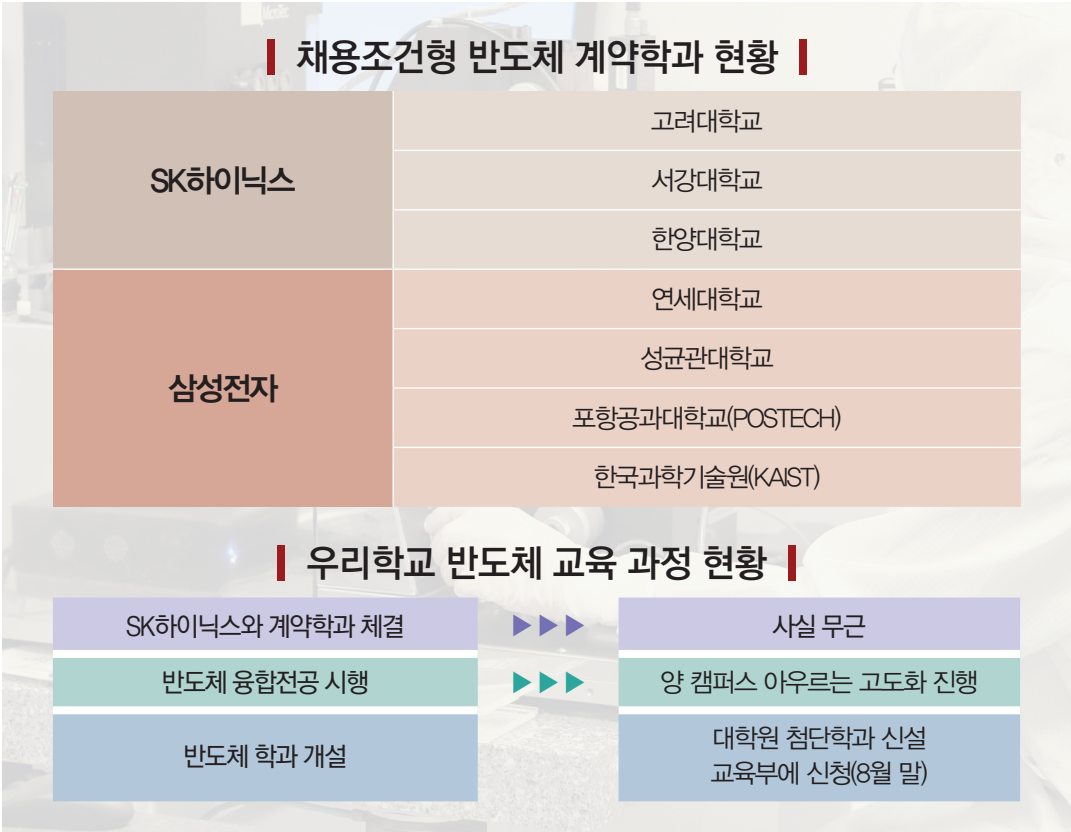 채용조건형 반도체 계약학과 현황
SK하이닉스
고려대학교
서강대학교
한양대학교
삼성전자
연세대학교
성균관대학교
포항공과대학교(POSTECH)
한국과학기술원(KAIST)
우리학교 반도체 교육 과정 현황
SK하이닉스와 계약학과 체결 ▶▶▶ 사실 무근
반도체 융합전공 시행 ▶▶▶ 양 캠퍼스 아우르는 고도화 진행
반도체 학과 개설
대학원 첨단학과 신설
교육부에 신청(8월 말)